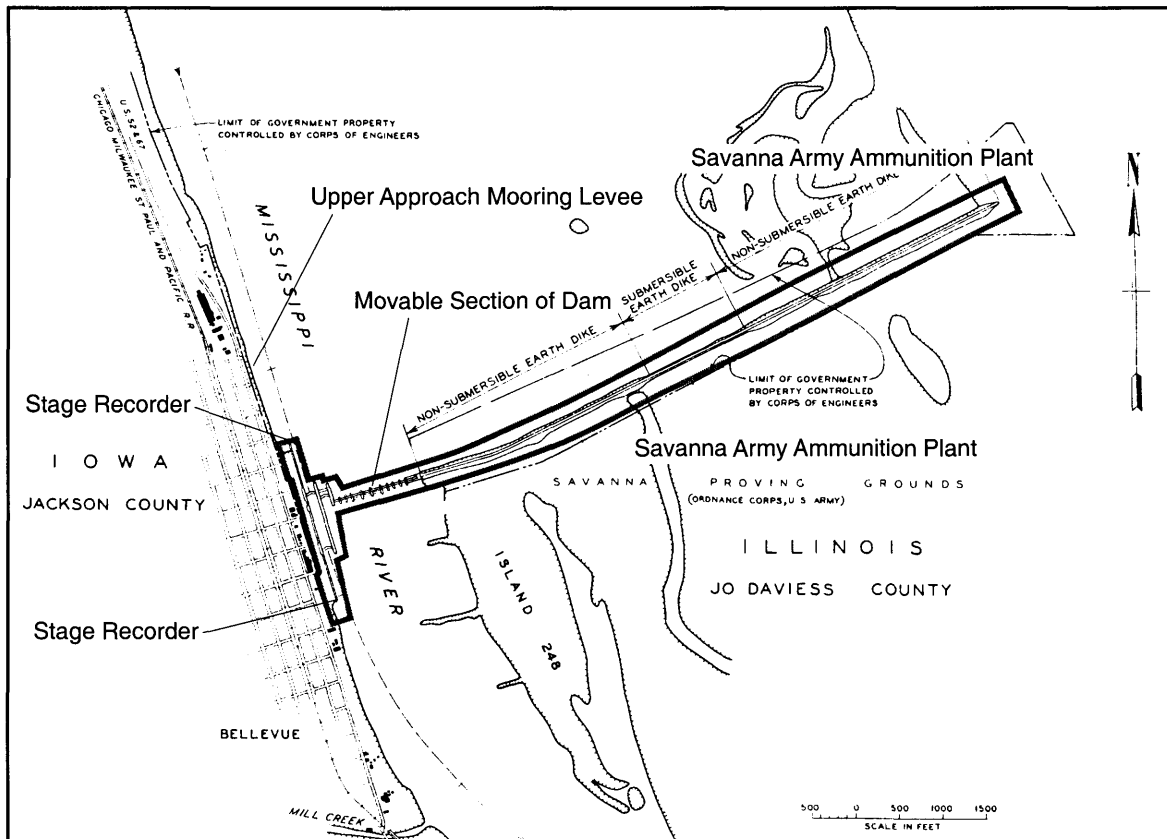 U.S. 52 & 67
CHICAGO MILWAUKEE ST PAUL AND PACIFIC R.R.
LIMIT OF GOVERNMENT PROPERTY
CONTROLLED BY CORPS OF ENGINEERS
Savanna Army Ammunition Plant
N
Upper Approach Mooring Levee
MISSISSIPPI
NON-SUBMERSIBLE EARTH DIKE
SUBMERSIBLE
EARTH DIKE
Movable Section of Dam
NON-SUBMERSIBLE EARTH DIKE
LIMIT OF GOVERNMENT
PROPERTY CONTROLLED
BY CORPS OF ENGINEERS
Stage Recorder
IOWA
JACKSON COUNTY
Savanna Army Ammunition Plant
SAVANNA PROVING GROUNDS
(ORDNANCE CORPS, U S ARMY)
ILLINOIS
JO DAVIESS COUNTY
RIVER
ISLAND 248
Stage Recorder
BELLEVUE
MILL CREEK
500 0 500 1000 1500
SCALE IN FEET